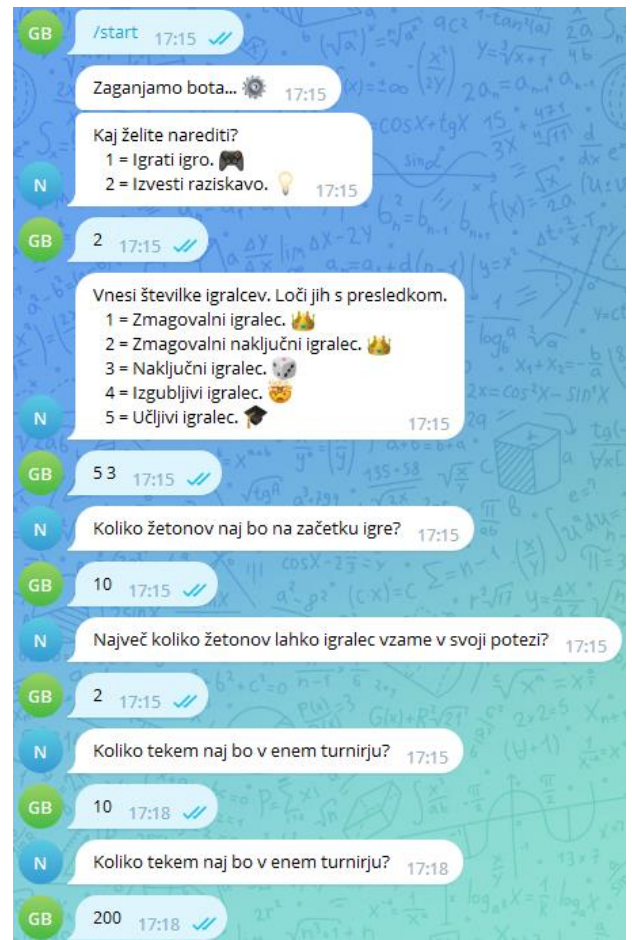 GB
/start 17:15
Zaganjamo bota... ⚙️ 17:15
Kaj želite narediti?
1 = Igrati igro. 🎮
2 = Izvesti raziskavo. 💡 17:15
N
GB
2 17:15
Vnesi številke igralcev. Loči jih s presledkom.
1 = Zmagovalni igralec. 👑
2 = Zmagovalni naključni igralec. 👑
3 = Naključni igralec. 🎲
4 = Izgubljivi igralec. 🤯
5 = Učljivi igralec. 🎓
N
17:15
GB
5 3 17:15
N
Koliko žetonov naj bo na začetku igre? 17:15
GB
10 17:15
N
Največ koliko žetonov lahko igralec vzame v svoji potezi? 17:15
GB
2 17:15
N
Koliko tekem naj bo v enem turnirju? 17:15
GB
10 17:18
N
Koliko tekem naj bo v enem turnirju? 17:18
GB
200 17:18